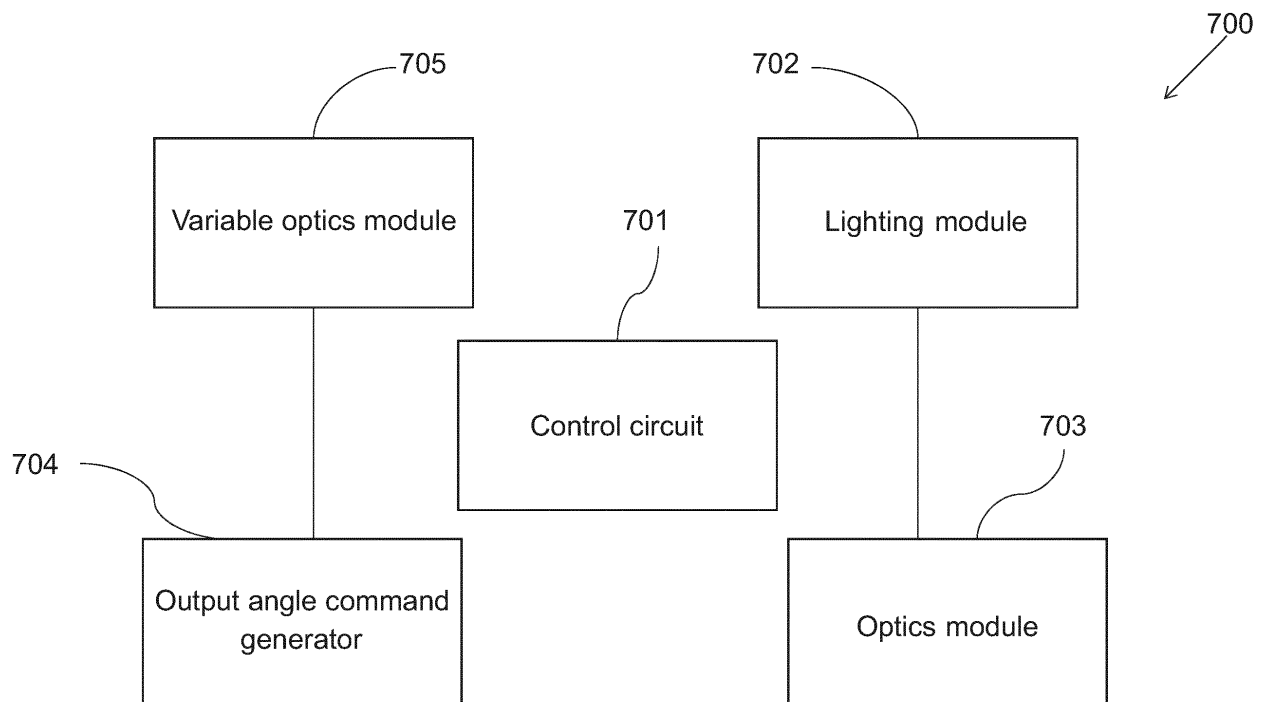 700
705
702
Variable optics module
Lighting module
701
Control circuit
703
704
Output angle command
generator
Optics module